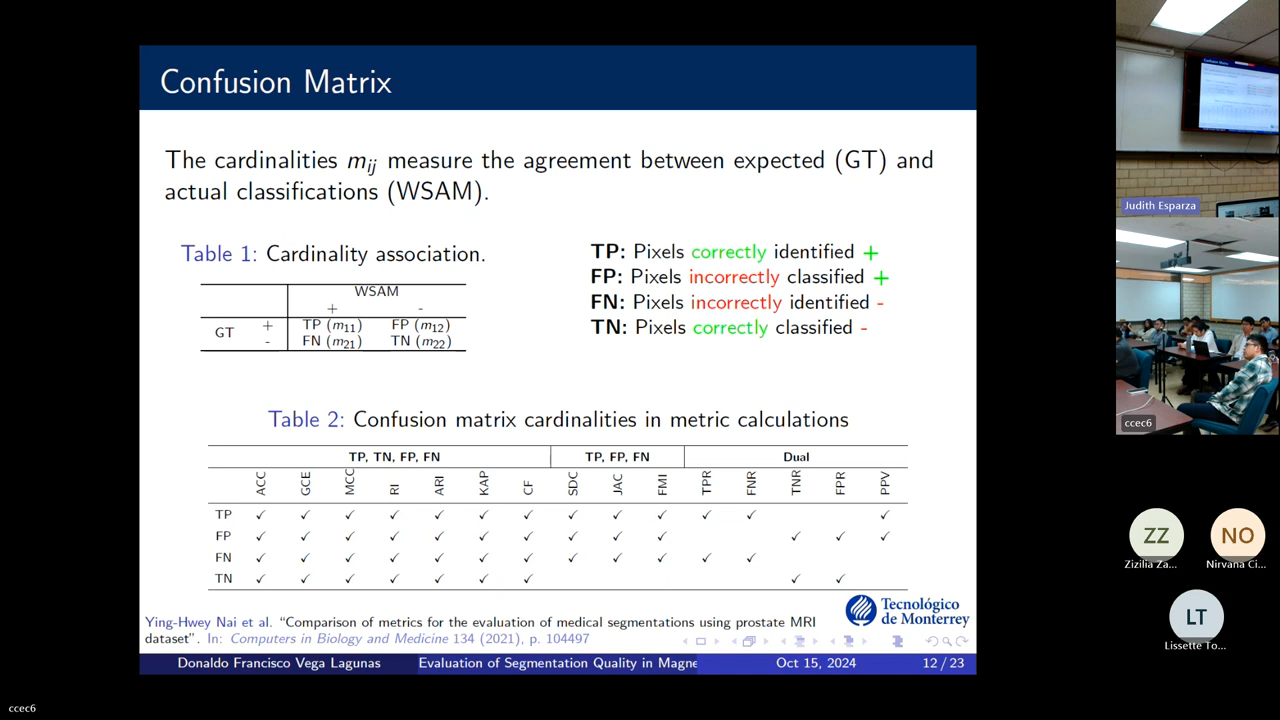 Confusion Matrix
The cardinalities mij measure the agreement between expected (GT) and
actual classifications (WSAM).
Table 1: Cardinality association.
WSAM
+ -
GT + TP (m11) FP (m12)
- FN (m21) TN (m22)
TP: Pixels correctly identified +
FP: Pixels incorrectly classified +
FN: Pixels incorrectly identified -
TN: Pixels correctly classified -
Table 2: Confusion matrix cardinalities in metric calculations
TP, TN, FP, FN TP, FP, FN Dual
ACC GCE MCC RI ARI KAP CF SDC JAC FMI TPR FNR TNR FPR PPV
TP ✓ ✓ ✓ ✓ ✓ ✓ ✓ ✓ ✓ ✓ ✓ ✓ ✓
FP ✓ ✓ ✓ ✓ ✓ ✓ ✓ ✓ ✓ ✓ ✓ ✓ ✓
FN ✓ ✓ ✓ ✓ ✓ ✓ ✓ ✓ ✓ ✓ ✓ ✓
TN ✓ ✓ ✓ ✓ ✓ ✓ ✓ ✓ ✓
Ying-Hwey Nai et al. “Comparison of metrics for the evaluation of medical segmentations using prostate MRI
dataset”. In: Computers in Biology and Medicine 134 (2021), p. 104497
Tecnológico
de Monterrey
Donaldo Francisco Vega Lagunas Evaluation of Segmentation Quality in Magne Oct 15, 2024 12 / 23
Judith Esparza
ccec6
ZZ
Zizilia Za...
NO
Nirvana Ci...
LT
Lissette To...
ccec6